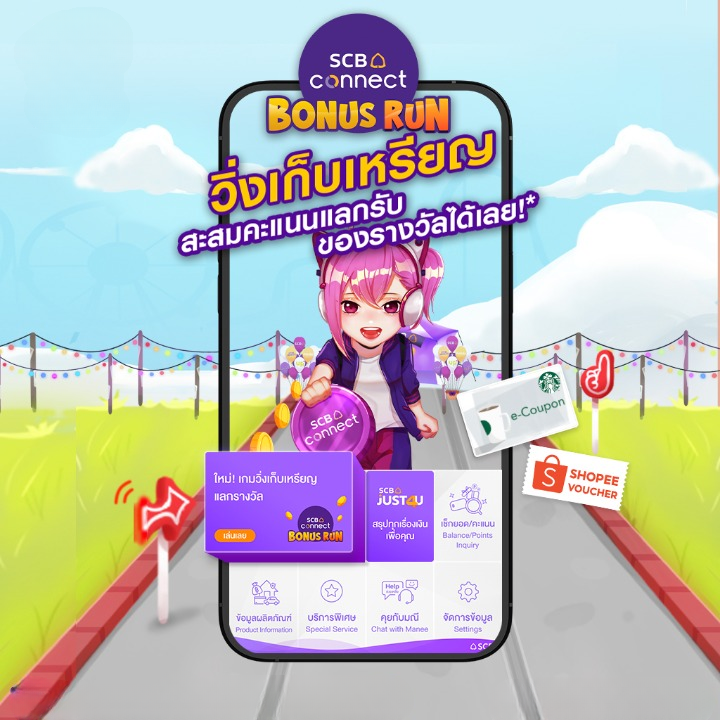 SCB
connect
BONUS RUN
วิ่งเก็บเหรียญ
สะสมคะแนนแลกรับ
ของรางวัลได้เลย!*
SCB
connect
e-Coupon
SHOPEE
VOUCHER
ใหม่! เกมวิ่งเก็บเหรียญ
แลกรางวัล
เล่นเลย
SCB
connect
BONUS RUN
SCB
JUST4U
สรุปทุกเรื่องเงิน
เพื่อคุณ
เช็กยอด/คะแนน
Balance/Points
Inquiry
ข้อมูลผลิตภัณฑ์
Product Information
บริการพิเศษ
Special Service
Help
คุยกับมณี
Chat with Manee
จัดการข้อมูล
Settings